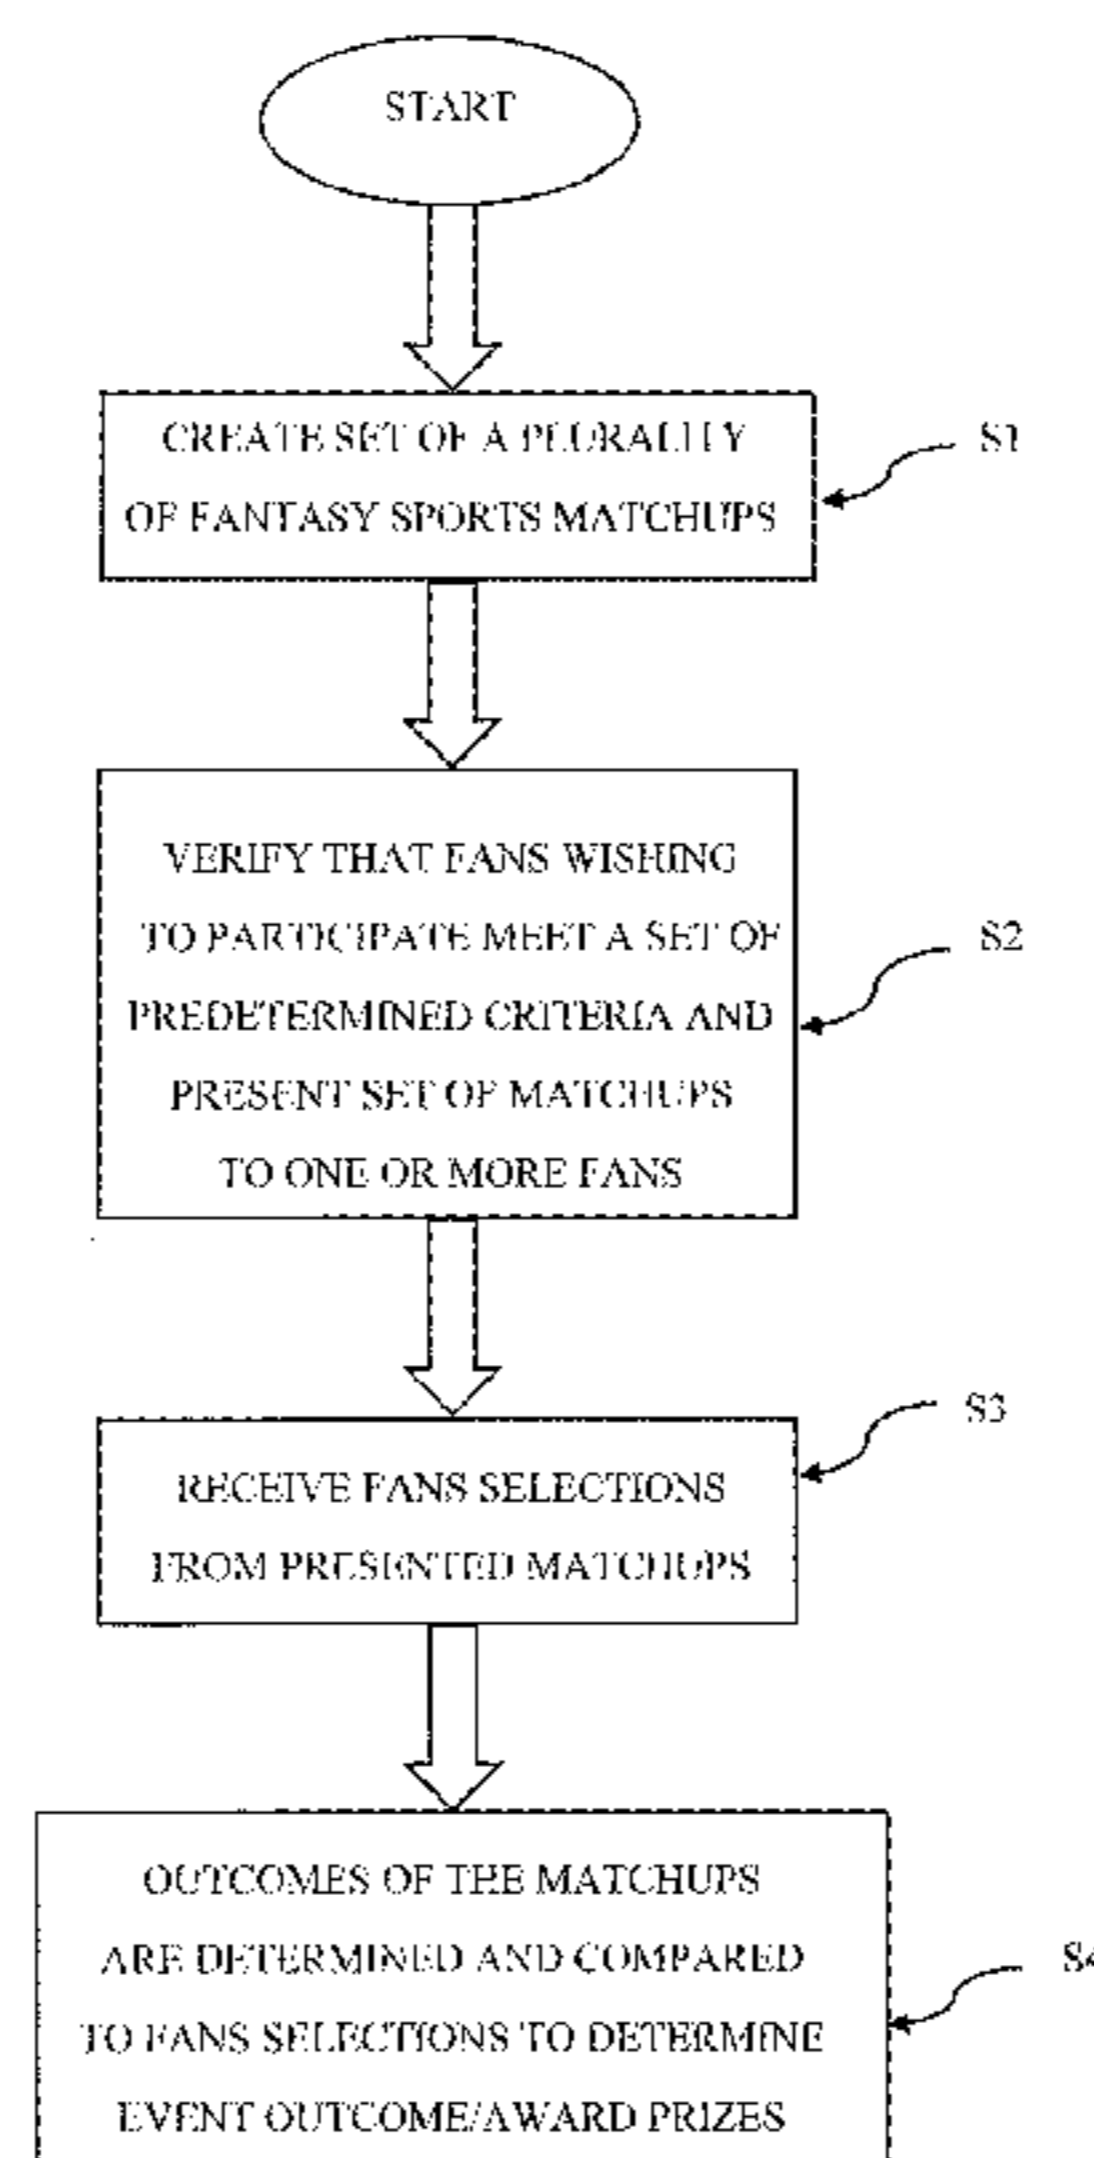 START
CREATE SET OF A PLURALITY
OF FANTASY SPORTS MATCHUPS
S1
VERIFY THAT FANS WISHING
TO PARTICIPATE MEET A SET OF
PREDETERMINED CRITERIA AND
PRESENT SET OF MATCHUPS
TO ONE OR MORE FANS
S2
RECEIVE FANS SELECTIONS
FROM PRESENTED MATCHUPS
S3
OUTCOMES OF THE MATCHUPS
ARE DETERMINED AND COMPARED
TO FANS SELECTIONS TO DETERMINE
EVENT OUTCOME/AWARD PRIZES
S4